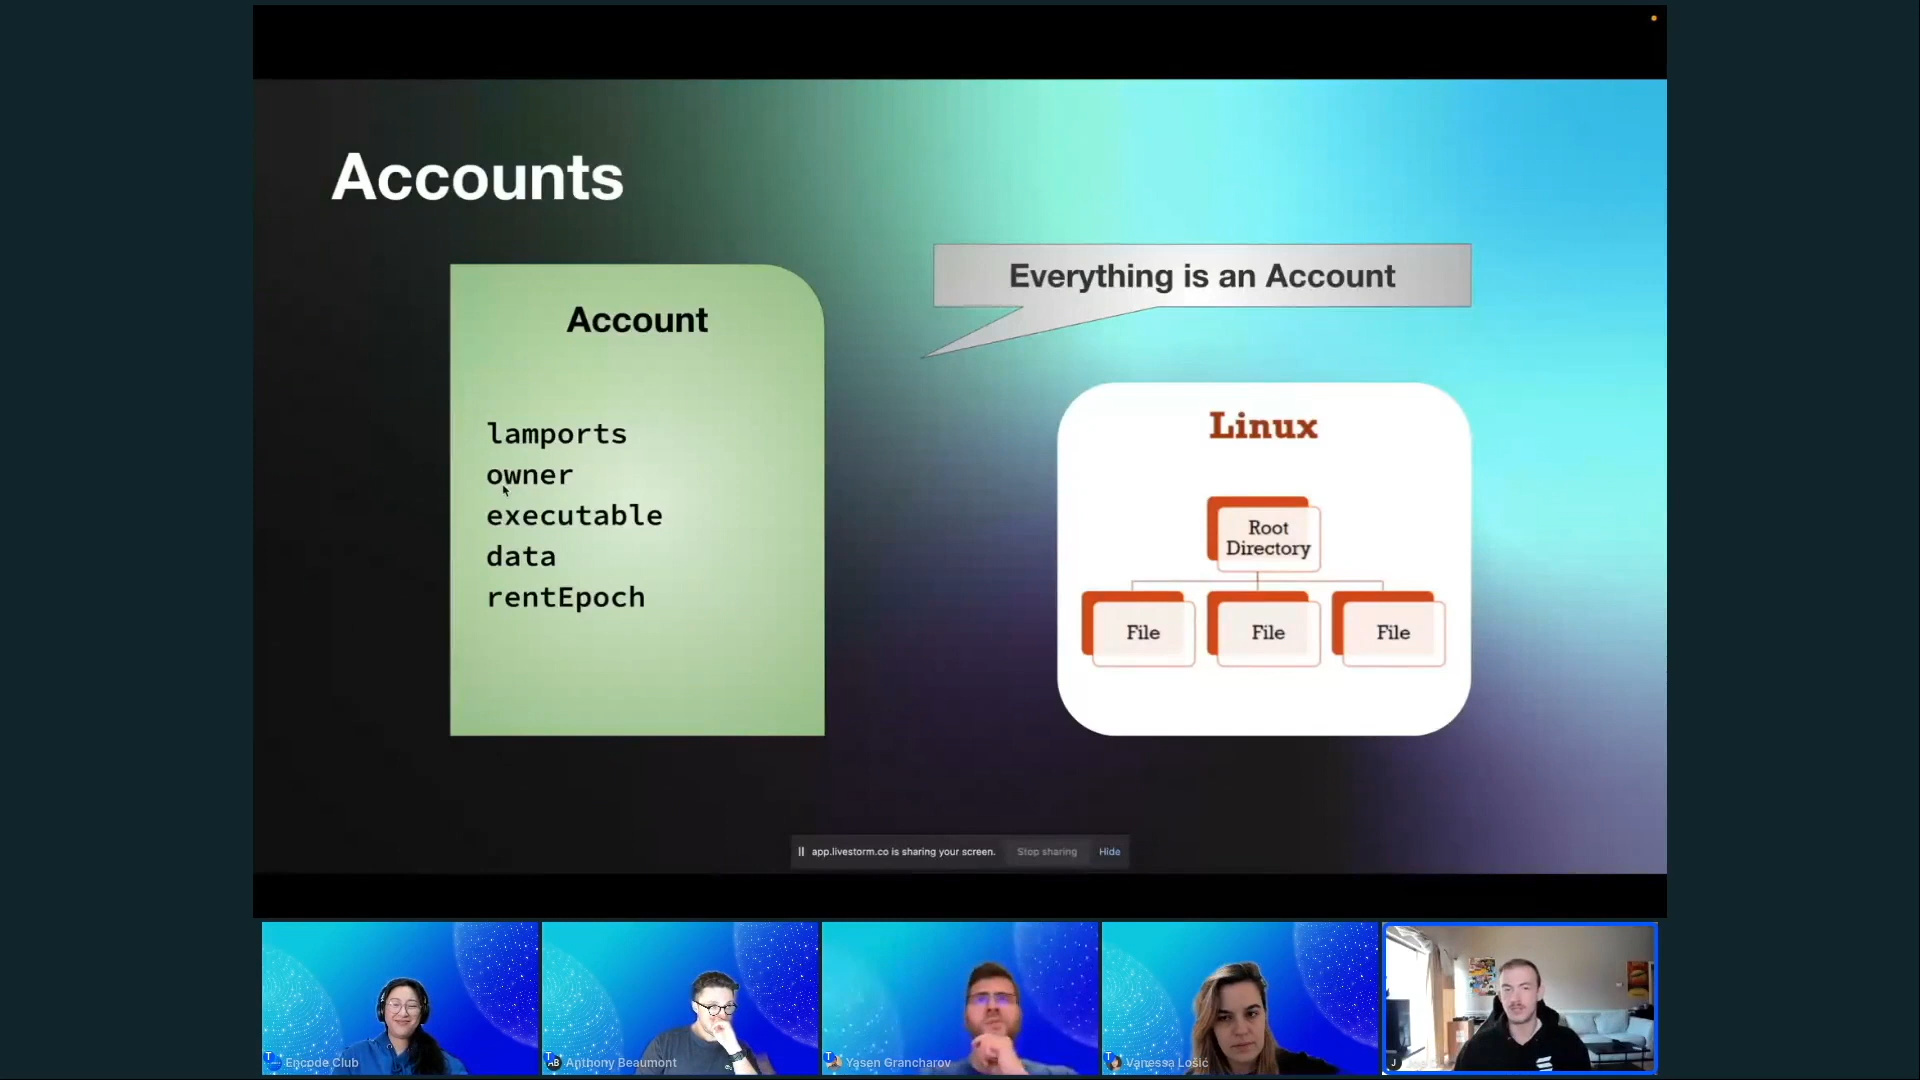 Accounts
Everything is an Account
Account
lamports
owner
executable
data
rentEpoch
Linux
Root
Directory
File
File
File
app.livestorm.co is sharing your screen.
Stop sharing
Hide
Encode Club
AB
Anthony Beaumont
Yasen Grancharov
Vanessa Lošić
J